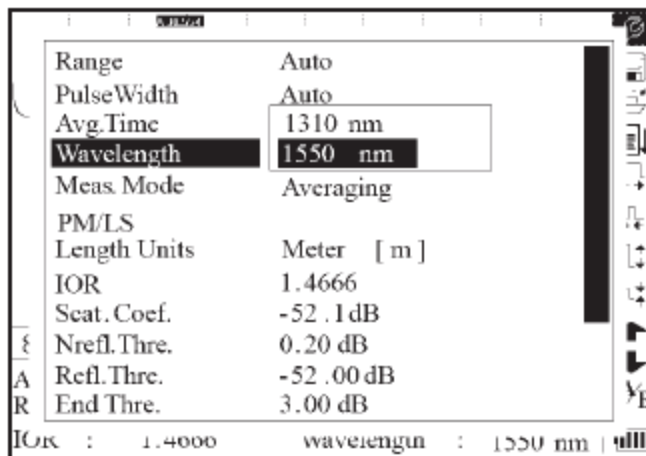 Range Auto
PulseWidth Auto
Avg.Time 1310 nm
Wavelength 1550 nm
Meas. Mode Averaging
PM/LS
Length Units Meter [ m ]
IOR 1.4666
Scat. Coef. -52 .1dB
Nrefl.Thre. 0.20 dB
Refl.Thre. -52 .00 dB
End Thre. 3.00 dB
A
R
IOR : 1.4666 Wavelength : 1550 nm